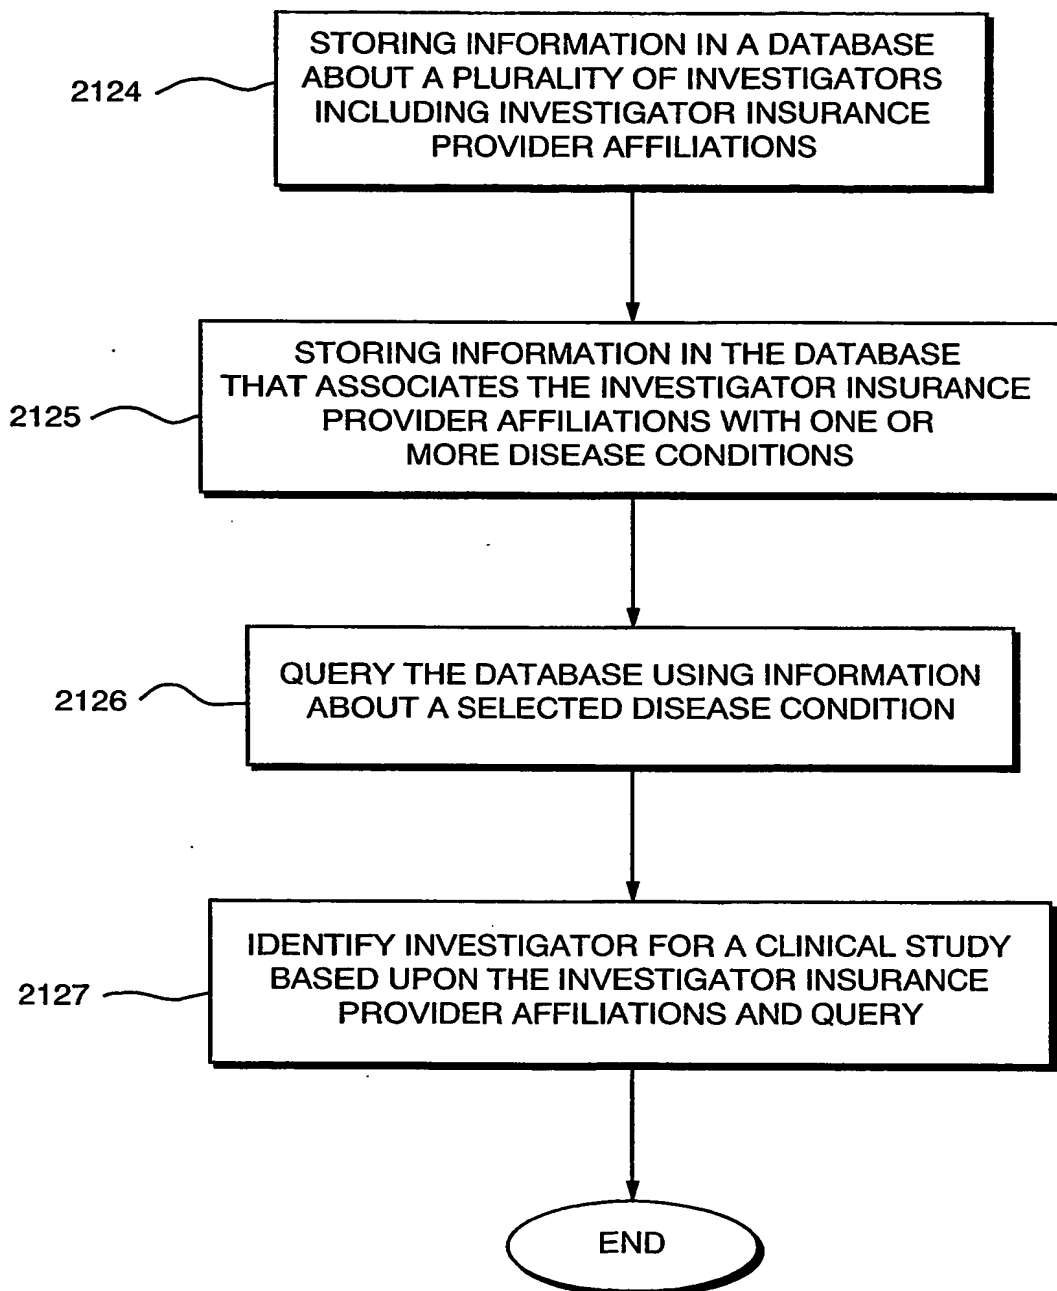 2124
STORING INFORMATION IN A DATABASE
ABOUT A PLURALITY OF INVESTIGATORS
INCLUDING INVESTIGATOR INSURANCE
PROVIDER AFFILIATIONS
2125
STORING INFORMATION IN THE DATABASE
THAT ASSOCIATES THE INVESTIGATOR INSURANCE
PROVIDER AFFILIATIONS WITH ONE OR
MORE DISEASE CONDITIONS
2126
QUERY THE DATABASE USING INFORMATION
ABOUT A SELECTED DISEASE CONDITION
2127
IDENTIFY INVESTIGATOR FOR A CLINICAL STUDY
BASED UPON THE INVESTIGATOR INSURANCE
PROVIDER AFFILIATIONS AND QUERY
END